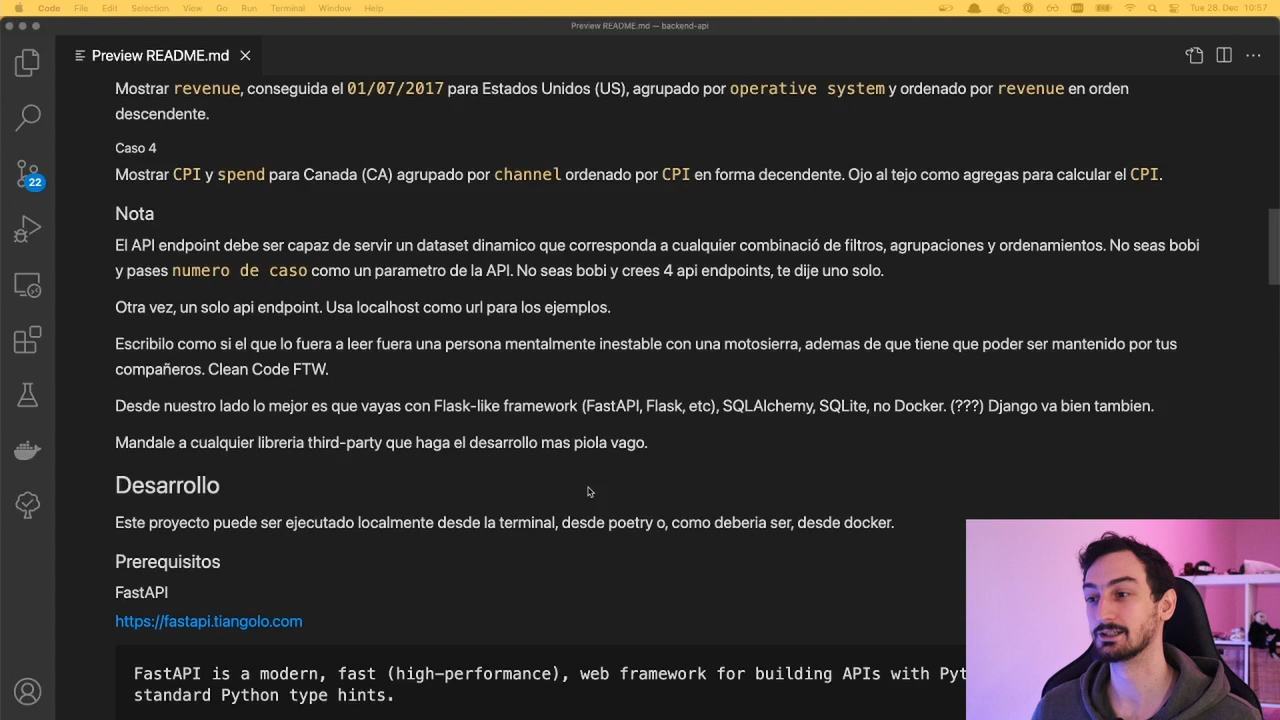 Code File Edit Selection View Go Run Terminal Window Help Tue 28. Dec 10:57
Preview README.md — backend-api
Preview README.md
Mostrar revenue, conseguida el 01/07/2017 para Estados Unidos (US), agrupado por operative system y ordenado por revenue en orden
descendente.
Caso 4
Mostrar CPI y spend para Canada (CA) agrupado por channel ordenado por CPI en forma decendente. Ojo al tejo como agregas para calcular el CPI.
22
Nota
El API endpoint debe ser capaz de servir un dataset dinamico que corresponda a cualquier combinació de filtros, agrupaciones y ordenamientos. No seas bobi
y pases numero de caso como un parametro de la API. No seas bobi y crees 4 api endpoints, te dije uno solo.
Otra vez, un solo api endpoint. Usa localhost como url para los ejemplos.
Escribilo como si el que lo fuera a leer fuera una persona mentalmente inestable con una motosierra, ademas de que tiene que poder ser mantenido por tus
compañeros. Clean Code FTW.
Desde nuestro lado lo mejor es que vayas con Flask-like framework (FastAPI, Flask, etc), SQLAlchemy, SQLite, no Docker. (???) Django va bien tambien.
Mandale a cualquier libreria third-party que haga el desarrollo mas piola vago.
Desarrollo
Este proyecto puede ser ejecutado localmente desde la terminal, desde poetry o, como deberia ser, desde docker.
Prerequisitos
FastAPI
https://fastapi.tiangolo.com
FastAPI is a modern, fast (high-performance), web framework for building APIs with Pyt
standard Python type hints.